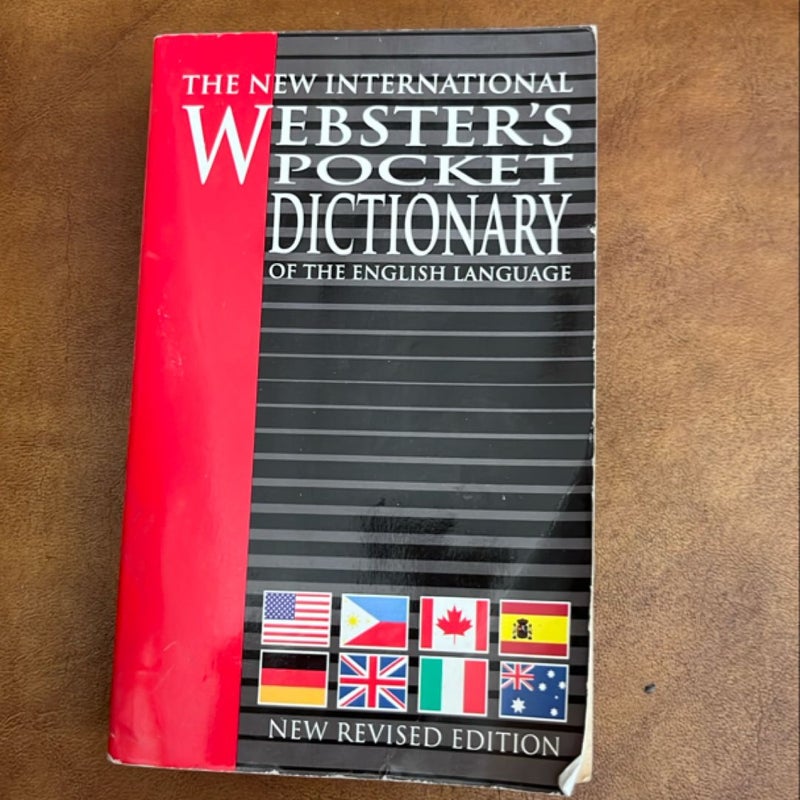 THE NEW INTERNATIONAL
WEBSTER'S
POCKET
DICTIONARY
OF THE ENGLISH LANGUAGE
NEW REVISED EDITION